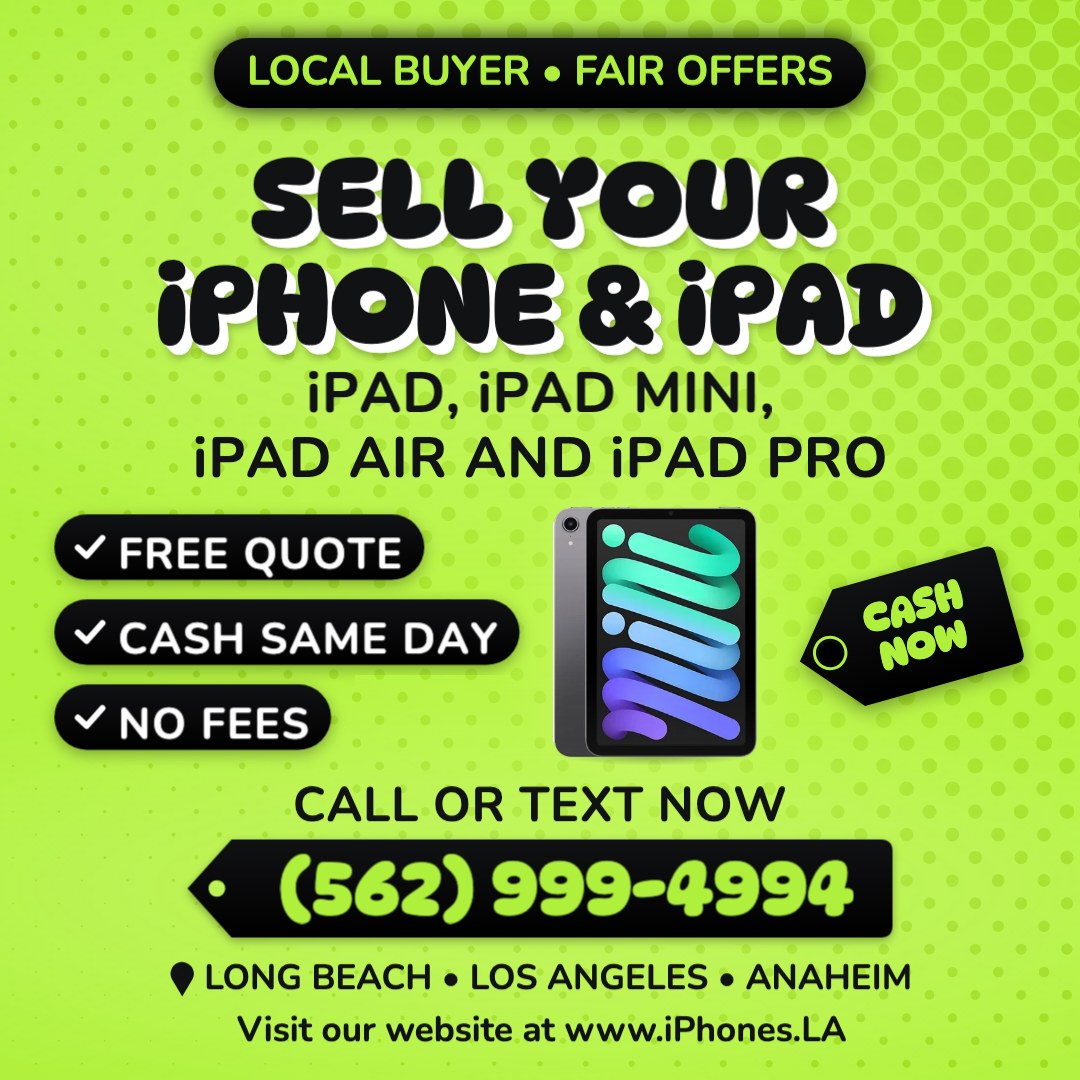 LOCAL BUYER • FAIR OFFERS
SELL YOUR
iPHONE & iPAD
iPAD, iPAD MINI,
iPAD AIR AND iPAD PRO
FREE QUOTE
CASH SAME DAY
NO FEES
CASH
NOW
CALL OR TEXT NOW
(562) 999-4994
LONG BEACH • LOS ANGELES • ANAHEIM
Visit our website at www.iPhones.LA